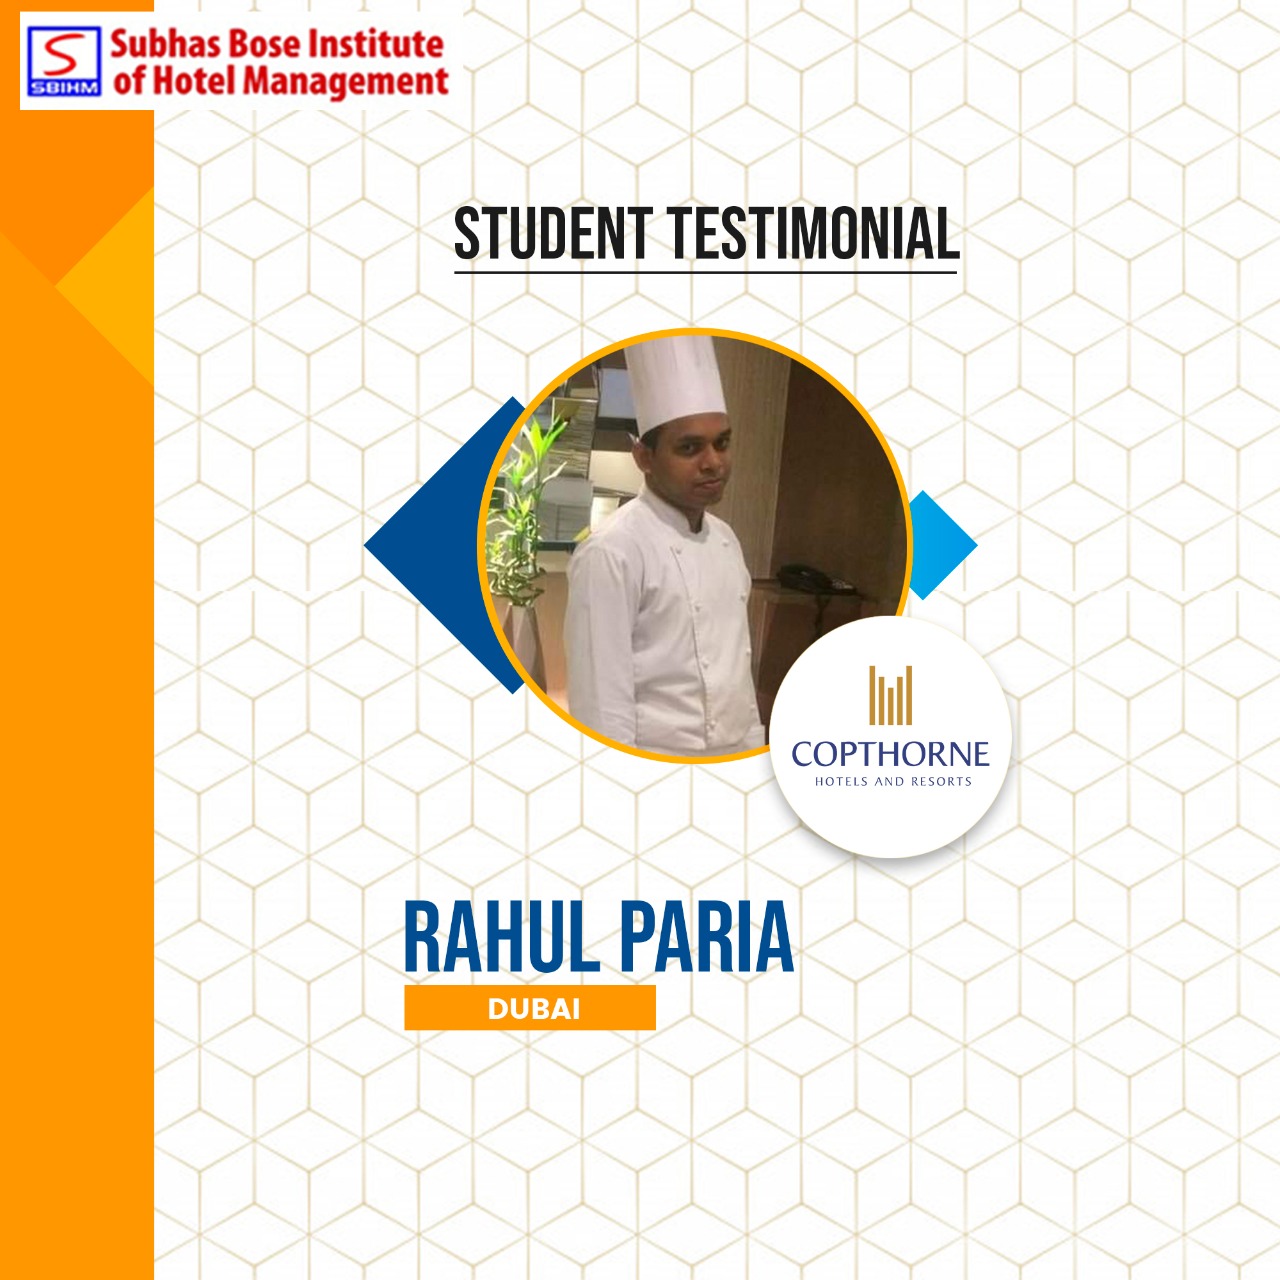 Subhas Bose Institute
of Hotel Management
SBIHM
STUDENT TESTIMONIAL
COPTHORNE
HOTELS AND RESORTS
RAHUL PARIA
DUBAI